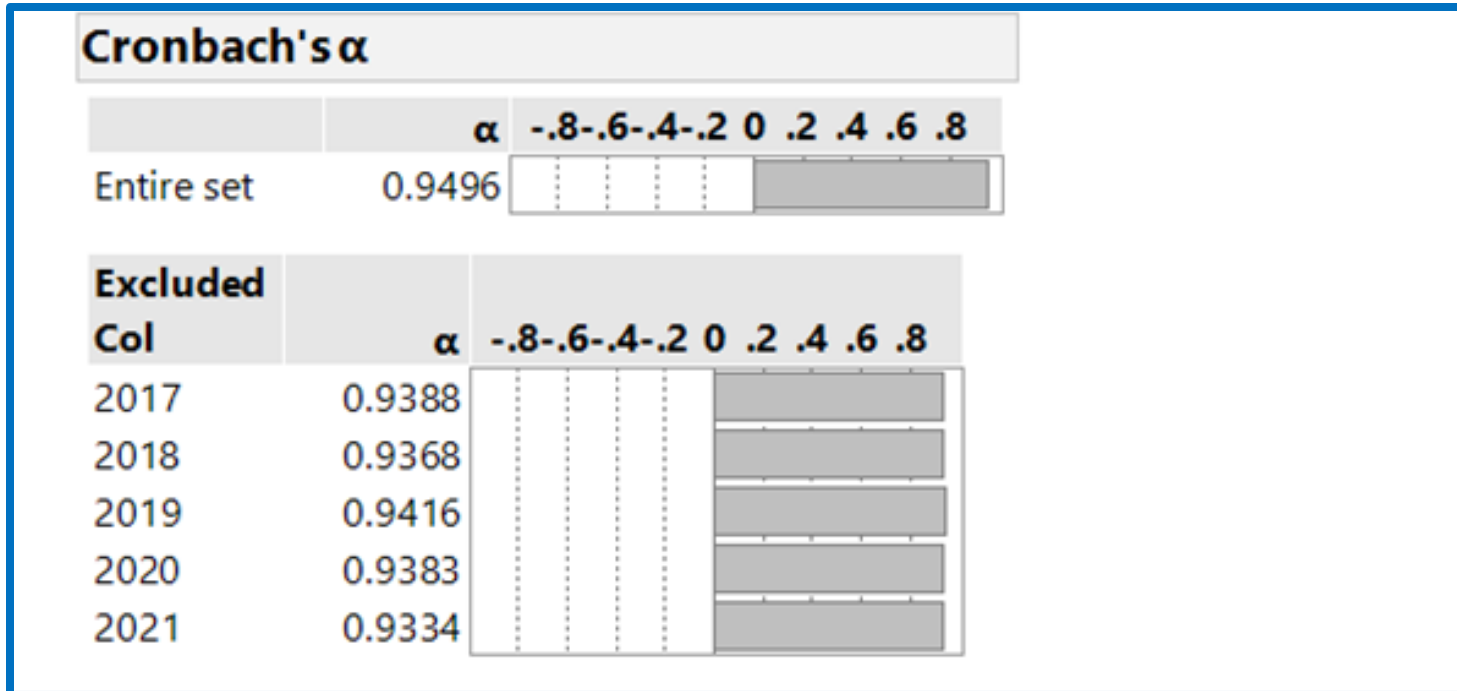 Cronbach's α
α -.8-.6-.4-.2 0 .2 .4 .6 .8
Entire set 0.9496
Excluded
Col α -.8-.6-.4-.2 0 .2 .4 .6 .8
2017 0.9388
2018 0.9368
2019 0.9416
2020 0.9383
2021 0.9334